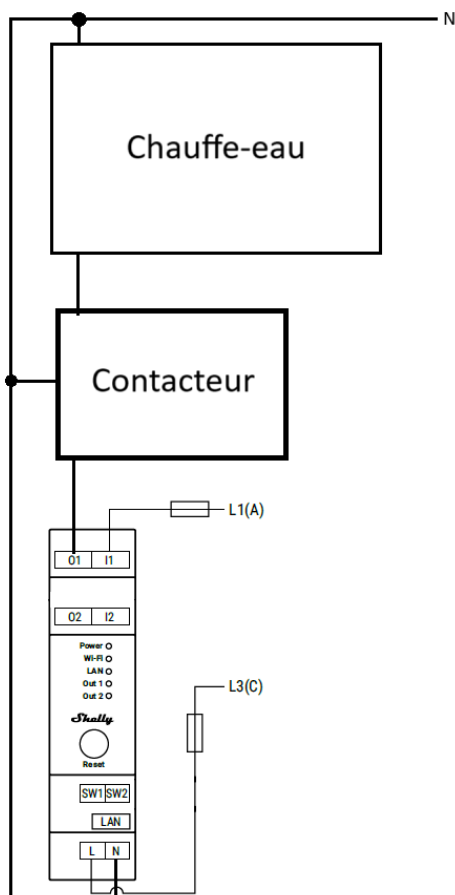 N
Chauffe-eau
Contacteur
L1(A)
O1 I1
O2 I2
Power
Wi-Fi
LAN
Out 1
Out 2
L3(C)
Shelly
Reset
SW1 SW2
LAN
L N